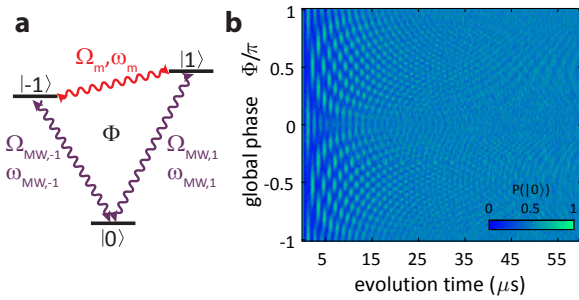 a
Ωm,ωm
|-1⟩
|1⟩
Φ
ΩMW,-1
ωMW,-1
ΩMW,1
ωMW,1
|0⟩
b
global phase Φ/π
1
0.5
0
-0.5
-1
P(|0⟩)
0 0.5 1
5 15 25 35 45 55
evolution time (μs)